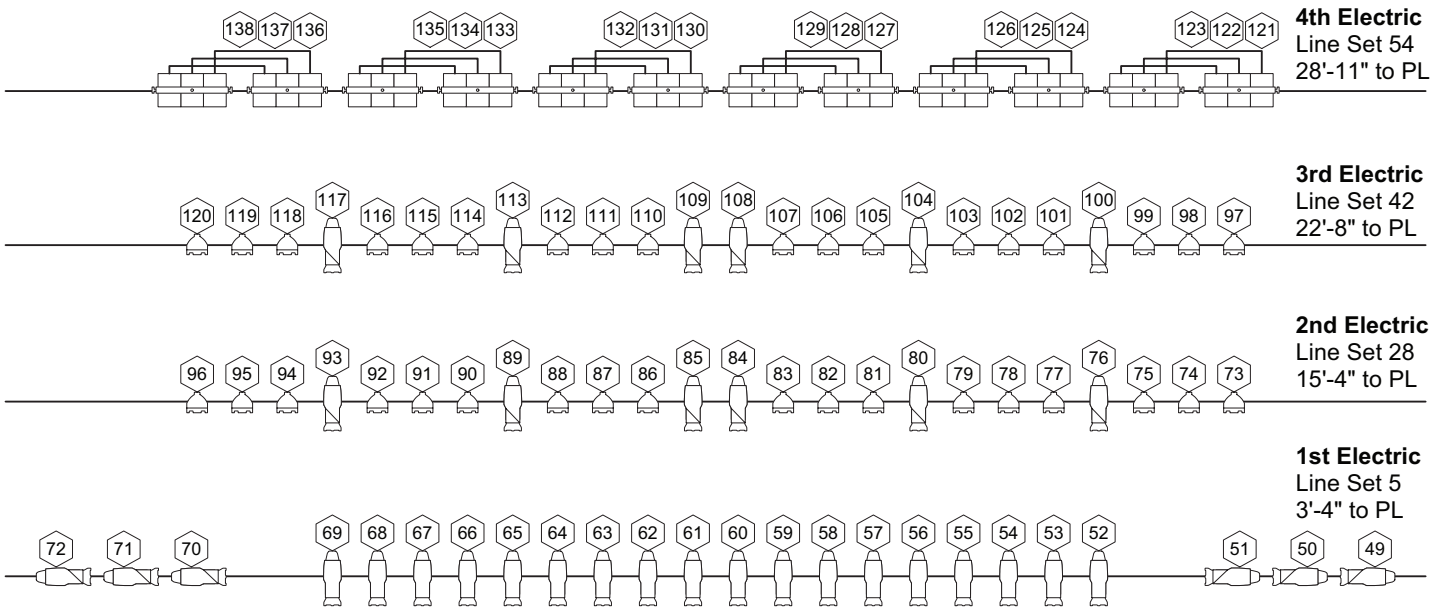 138 137 136 135 134 133 132 131 130 129 128 127 126 125 124 123 122 121
4th Electric
Line Set 54
28'-11" to PL
120 119 118 117 116 115 114 113 112 111 110 109 108 107 106 105 104 103 102 101 100 99 98 97
3rd Electric
Line Set 42
22'-8" to PL
96 95 94 93 92 91 90 89 88 87 86 85 84 83 82 81 80 79 78 77 76 75 74 73
2nd Electric
Line Set 28
15'-4" to PL
72 71 70 69 68 67 66 65 64 63 62 61 60 59 58 57 56 55 54 53 52 51 50 49
1st Electric
Line Set 5
3'-4" to PL